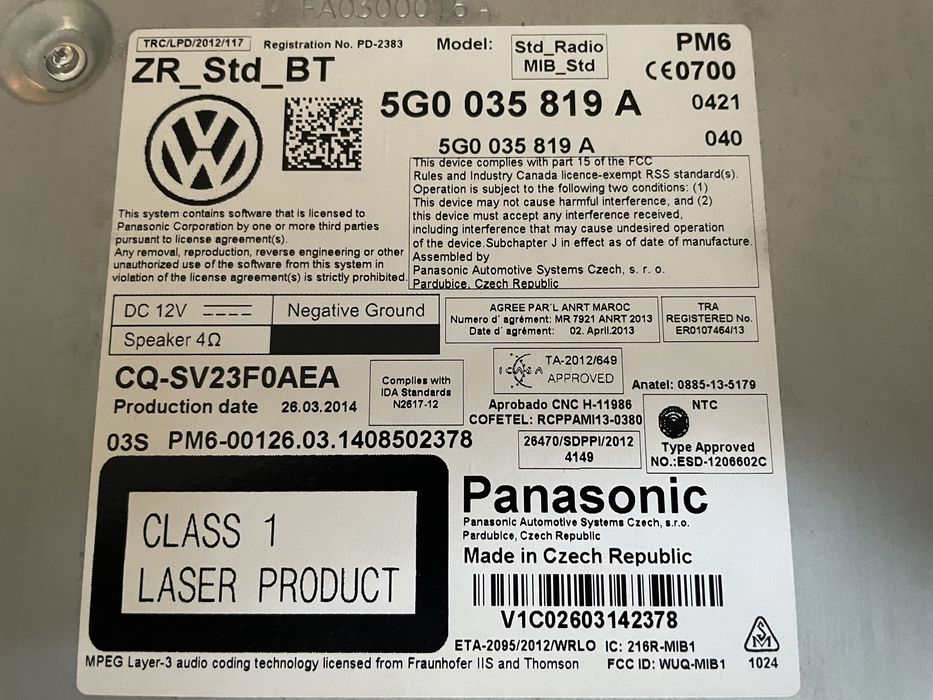 FA0300016A
TRC/LPD/2012/117 Registration No. PD-2383 Model: Std_Radio PM6
MIB_Std
ZR_Std_BT
CE0700
5G0 035 819 A 0421
5G0 035 819 A 040
This device complies with part 15 of the FCC
Rules and Industry Canada licence-exempt RSS standard(s).
Operation is subject to the following two conditions: (1)
This device may not cause harmful interference, and (2)
this device must accept any interference received,
including interference that may cause undesired operation
of the device.Subchapter J in effect as of date of manufacture.
Assembled by
Panasonic Automotive Systems Czech, s. r. o.
Pardubice, Czech Republic
This system contains software that is licensed to
Panasonic Corporation by one or more third parties
pursuant to license agreement(s).
Any removal, reproduction, reverse engineering or other
unauthorized use of the software from this system in
violation of the license agreement(s) is strictly prohibited.
DC 12V Negative Ground
Speaker 4Ω
AGREE PAR´L ANRT MAROC
Numero d´ agrément: MR 7921 ANRT 2013
Date d´ agrément: 02. April.2013
TRA
REGISTERED No.
ER0107464/13
CQ-SV23F0AEA
Production date 26.03.2014
Complies with
IDA Standards
N2617-12
ICASA TA-2012/649
APPROVED
Anatel: 0885-13-5179
Aprobado CNC H-11986
COFETEL: RCPPAMI13-0380
NTC
Type Approved
NO.:ESD-1206602C
03S PM6-00126.03.1408502378
26470/SDPPI/2012
4149
CLASS 1
LASER PRODUCT
Panasonic
Panasonic Automotive Systems Czech, s.r.o.
Pardubice, Czech Republic
Made in Czech Republic
V1C02603142378
ETA-2095/2012/WRLO IC: 216R-MIB1
MPEG Layer-3 audio coding technology licensed from Fraunhofer IIS and Thomson FCC ID: WUQ-MIB1 1024